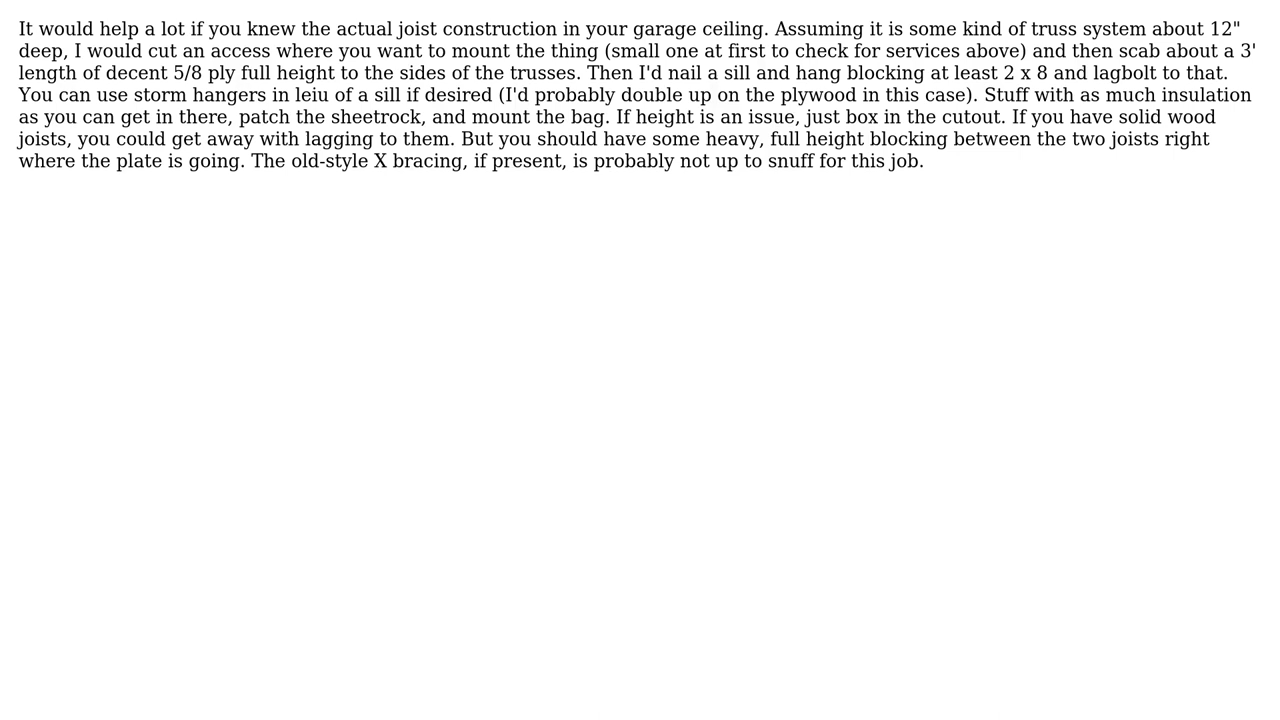 It would help a lot if you knew the actual joist construction in your garage ceiling. Assuming it is some kind of truss system about 12"
deep, I would cut an access where you want to mount the thing (small one at first to check for services above) and then scab about a 3'
length of decent 5/8 ply full height to the sides of the trusses. Then I'd nail a sill and hang blocking at least 2 x 8 and lagbolt to that.
You can use storm hangers in leiu of a sill if desired (I'd probably double up on the plywood in this case). Stuff with as much insulation
as you can get in there, patch the sheetrock, and mount the bag. If height is an issue, just box in the cutout. If you have solid wood
joists, you could get away with lagging to them. But you should have some heavy, full height blocking between the two joists right
where the plate is going. The old-style X bracing, if present, is probably not up to snuff for this job.